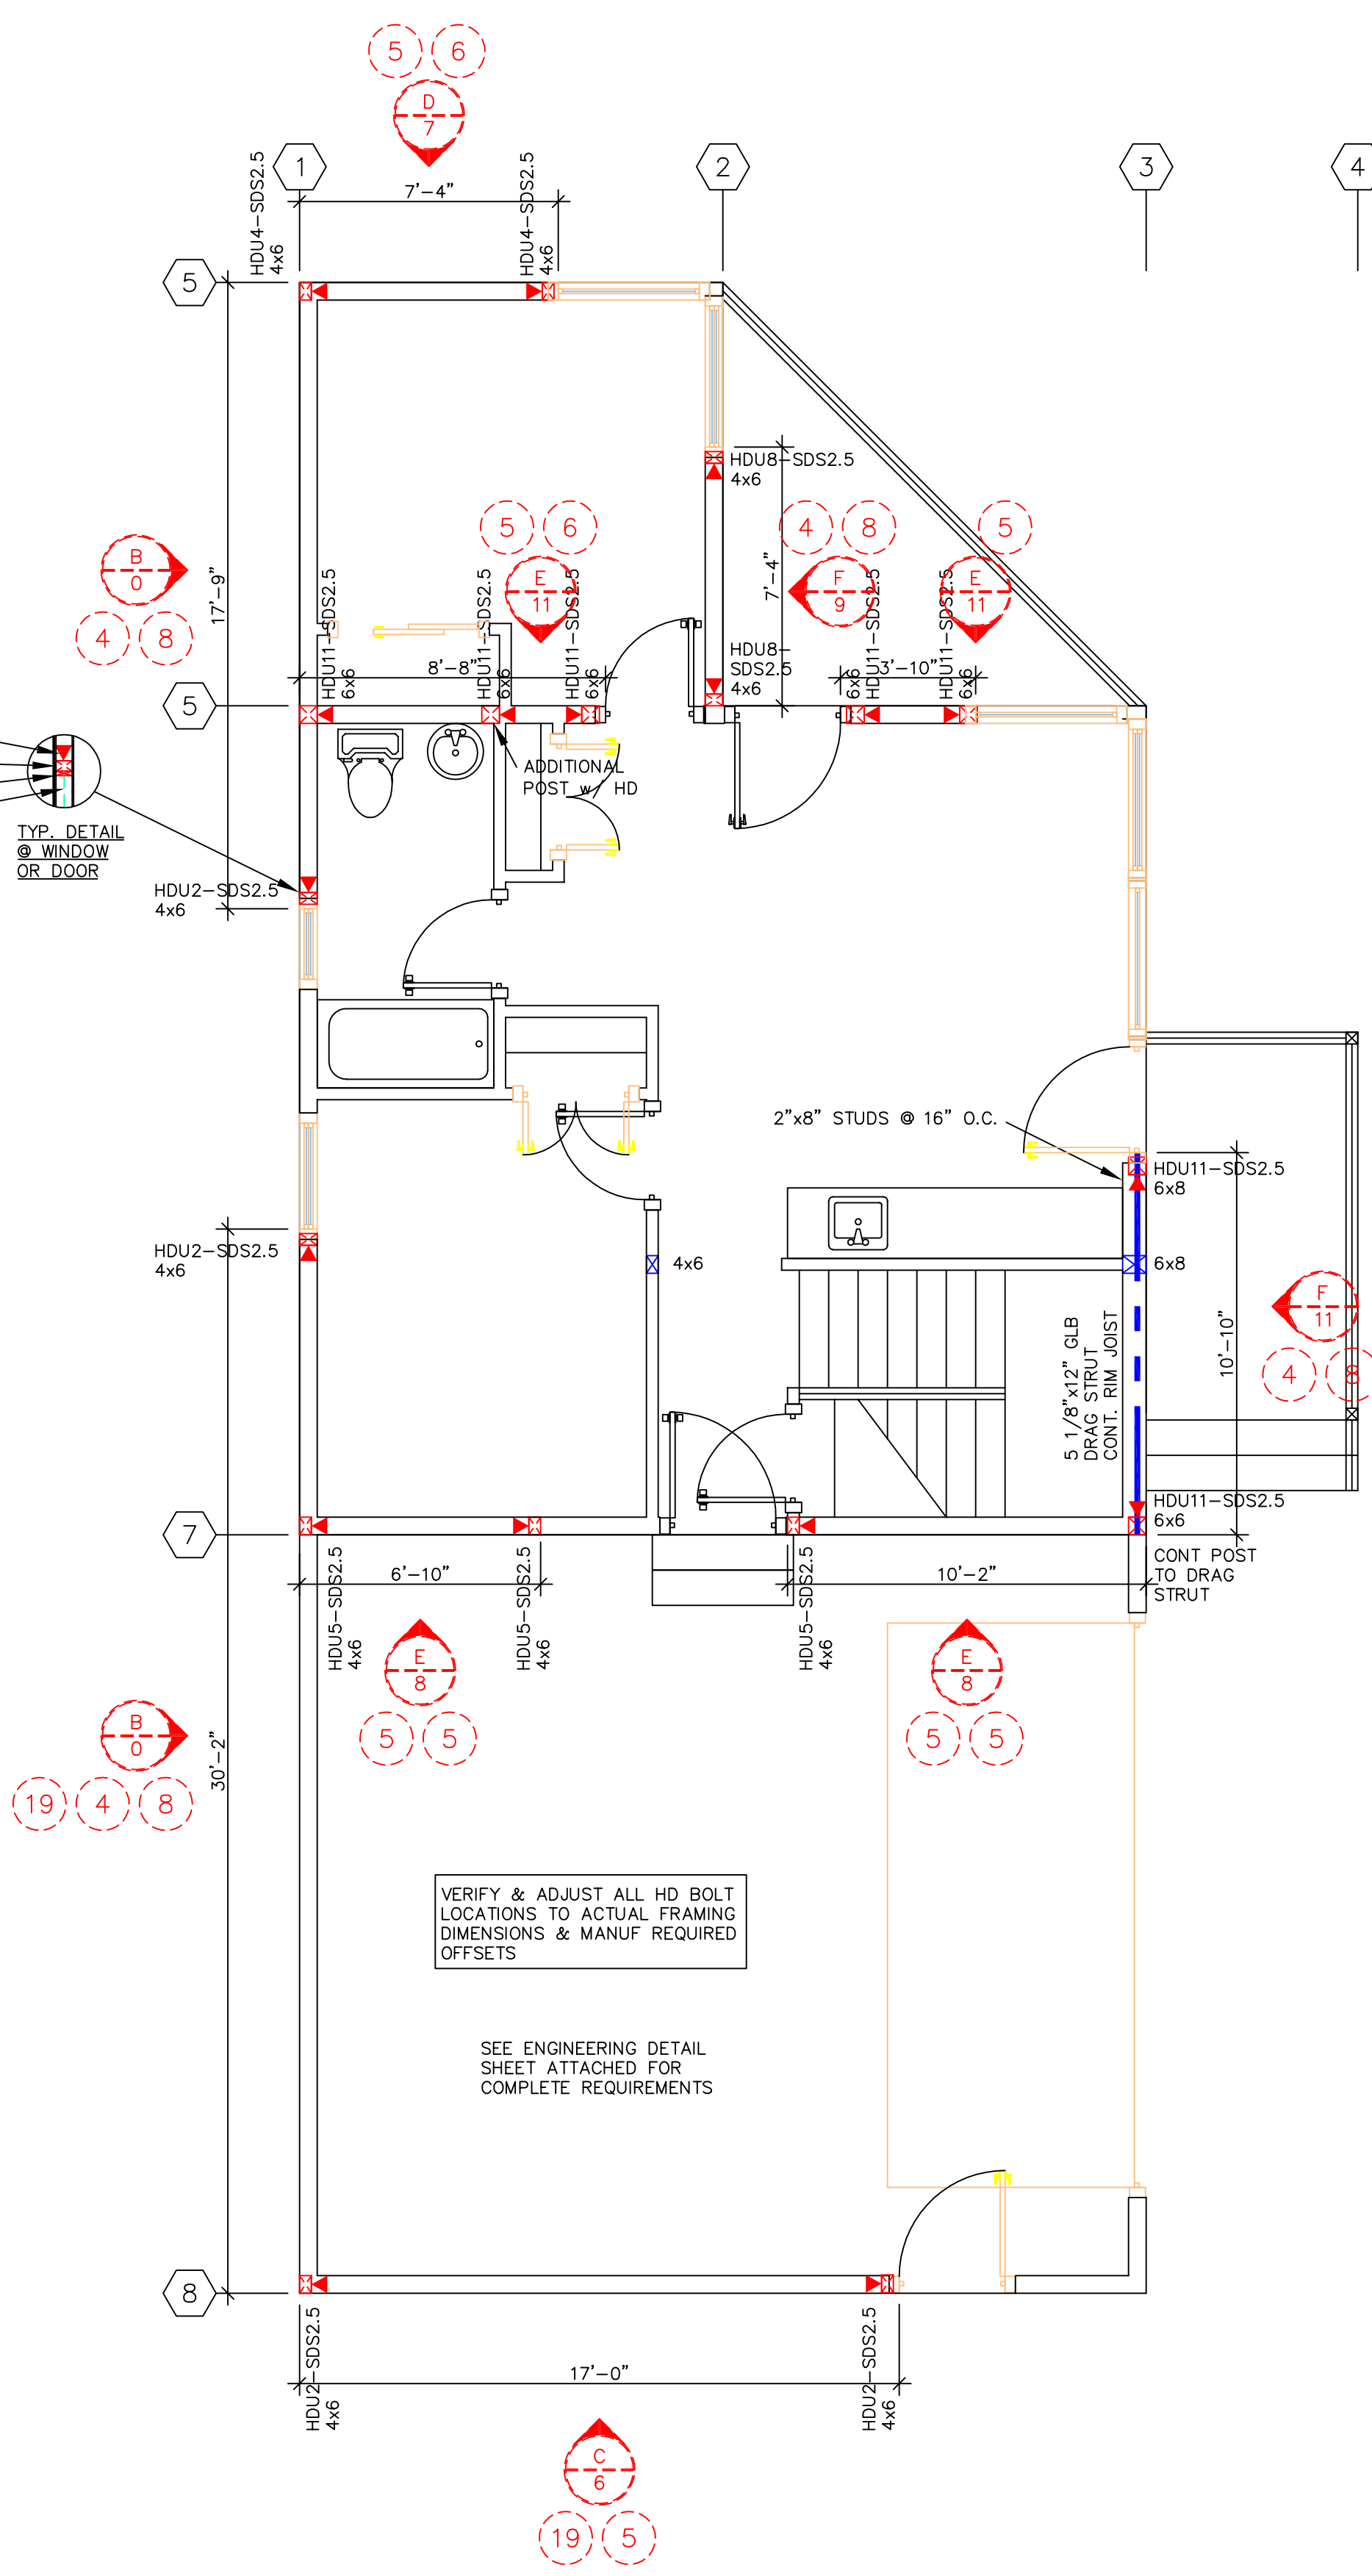 5 6
D
7
1
2
3
4
7'-4"
HDU4-SDS2.5
4x6
HDU4-SDS2.5
4x6
5
HDU8-SDS2.5
4x6
5 6
4 8
5
B
0
4 8
17'-9"
E
11
F
9
E
11
7'-4"
HDU11-SDS2.5
6x6
HDU11-SDS2.5
6x6
HDU11-SDS2.5
6x6
HDU8-
SDS2.5
4x6
6x6
HDU11-SDS2.5
HDU11-SDS2.5
6x6
8'-8"
3'-10"
5
ADDITIONAL
POST w/ HD
TYP. DETAIL
@ WINDOW
OR DOOR
HDU2-SDS2.5
4x6
2"x8" STUDS @ 16" O.C.
HDU11-SDS2.5
6x8
HDU2-SDS2.5
4x6
4x6
6x8
F
11
4 8
10'-10"
5 1/8"x12" GLB
DRAG STRUT
CONT. RIM JOIST
HDU11-SDS2.5
6x6
7
CONT POST
TO DRAG
STRUT
6'-10"
10'-2"
HDU5-SDS2.5
4x6
HDU5-SDS2.5
4x6
HDU5-SDS2.5
4x6
E
8
5 5
E
8
5 5
B
0
19 4 8
30'-2"
VERIFY & ADJUST ALL HD BOLT
LOCATIONS TO ACTUAL FRAMING
DIMENSIONS & MANUF REQUIRED
OFFSETS
SEE ENGINEERING DETAIL
SHEET ATTACHED FOR
COMPLETE REQUIREMENTS
8
HDU2-SDS2.5
4x6
17'-0"
HDU2-SDS2.5
4x6
C
6
19 5